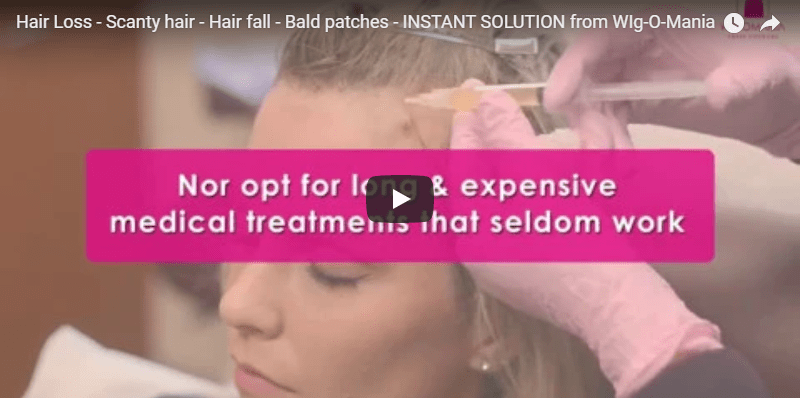 Hair Loss - Scanty hair - Hair fall - Bald patches - INSTANT SOLUTION from WIg-O-Mania
Nor opt for long & expensive
medical treatments that seldom work